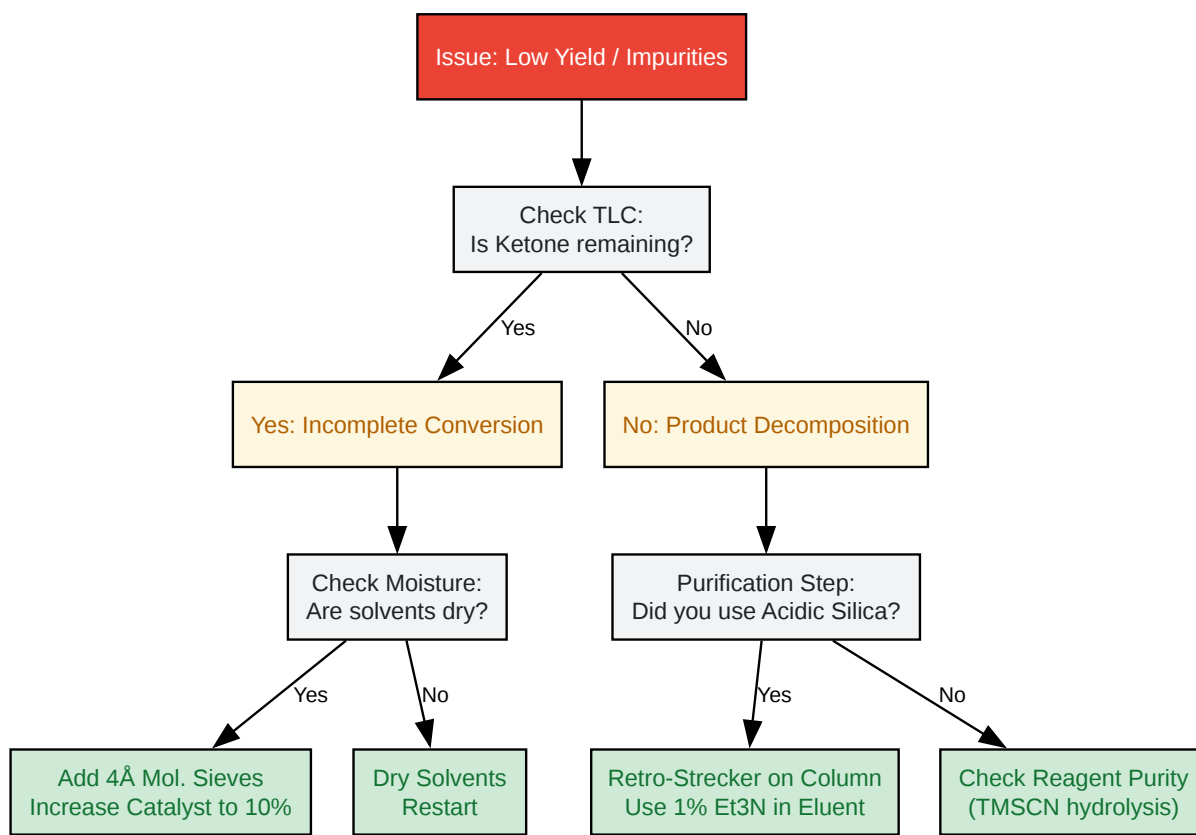 Issue: Low Yield / Impurities
Check TLC:
Is Ketone remaining?
Yes
No
Yes: Incomplete Conversion
No: Product Decomposition
Check Moisture:
Are solvents dry?
Purification Step:
Did you use Acidic Silica?
Yes
No
Yes
No
Add 4Å Mol. Sieves
Increase Catalyst to 10%
Dry Solvents
Restart
Retro-Strecker on Column
Use 1% Et3N in Eluent
Check Reagent Purity
(TMSCN hydrolysis)